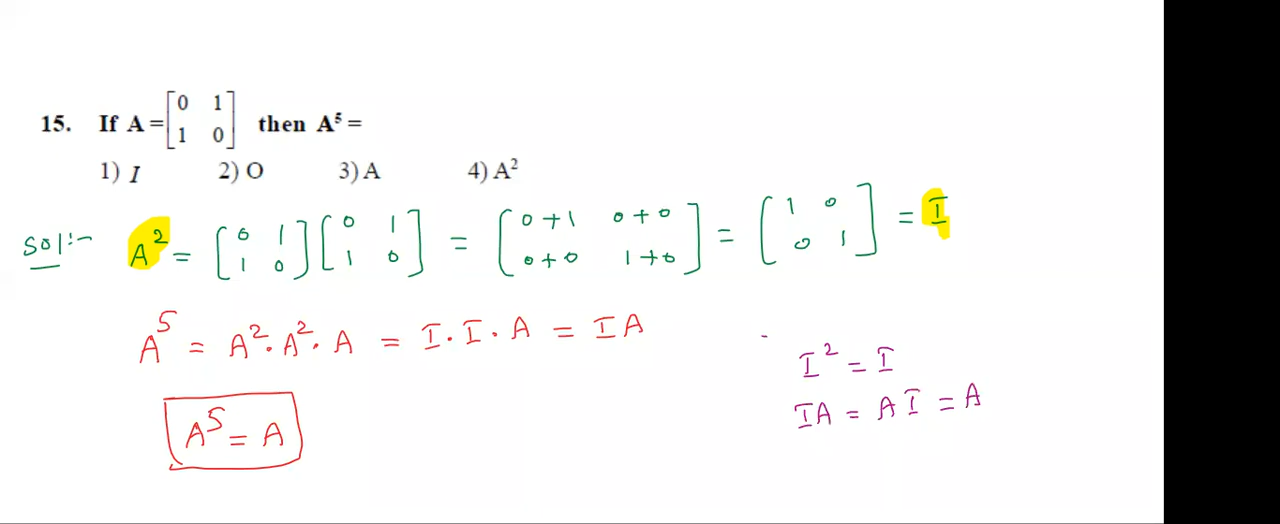 15. If A = [0 1; 1 0] then A⁵ =
1) I 2) O 3) A 4) A²
Sol:- A² = [0 1; 1 0] [0 1; 1 0] = [0+1 0+0; 0+0 1+0] = [1 0; 0 1] = I
A⁵ = A² · A² · A = I · I · A = IA
I² = I
IA = AI = A
A⁵ = A